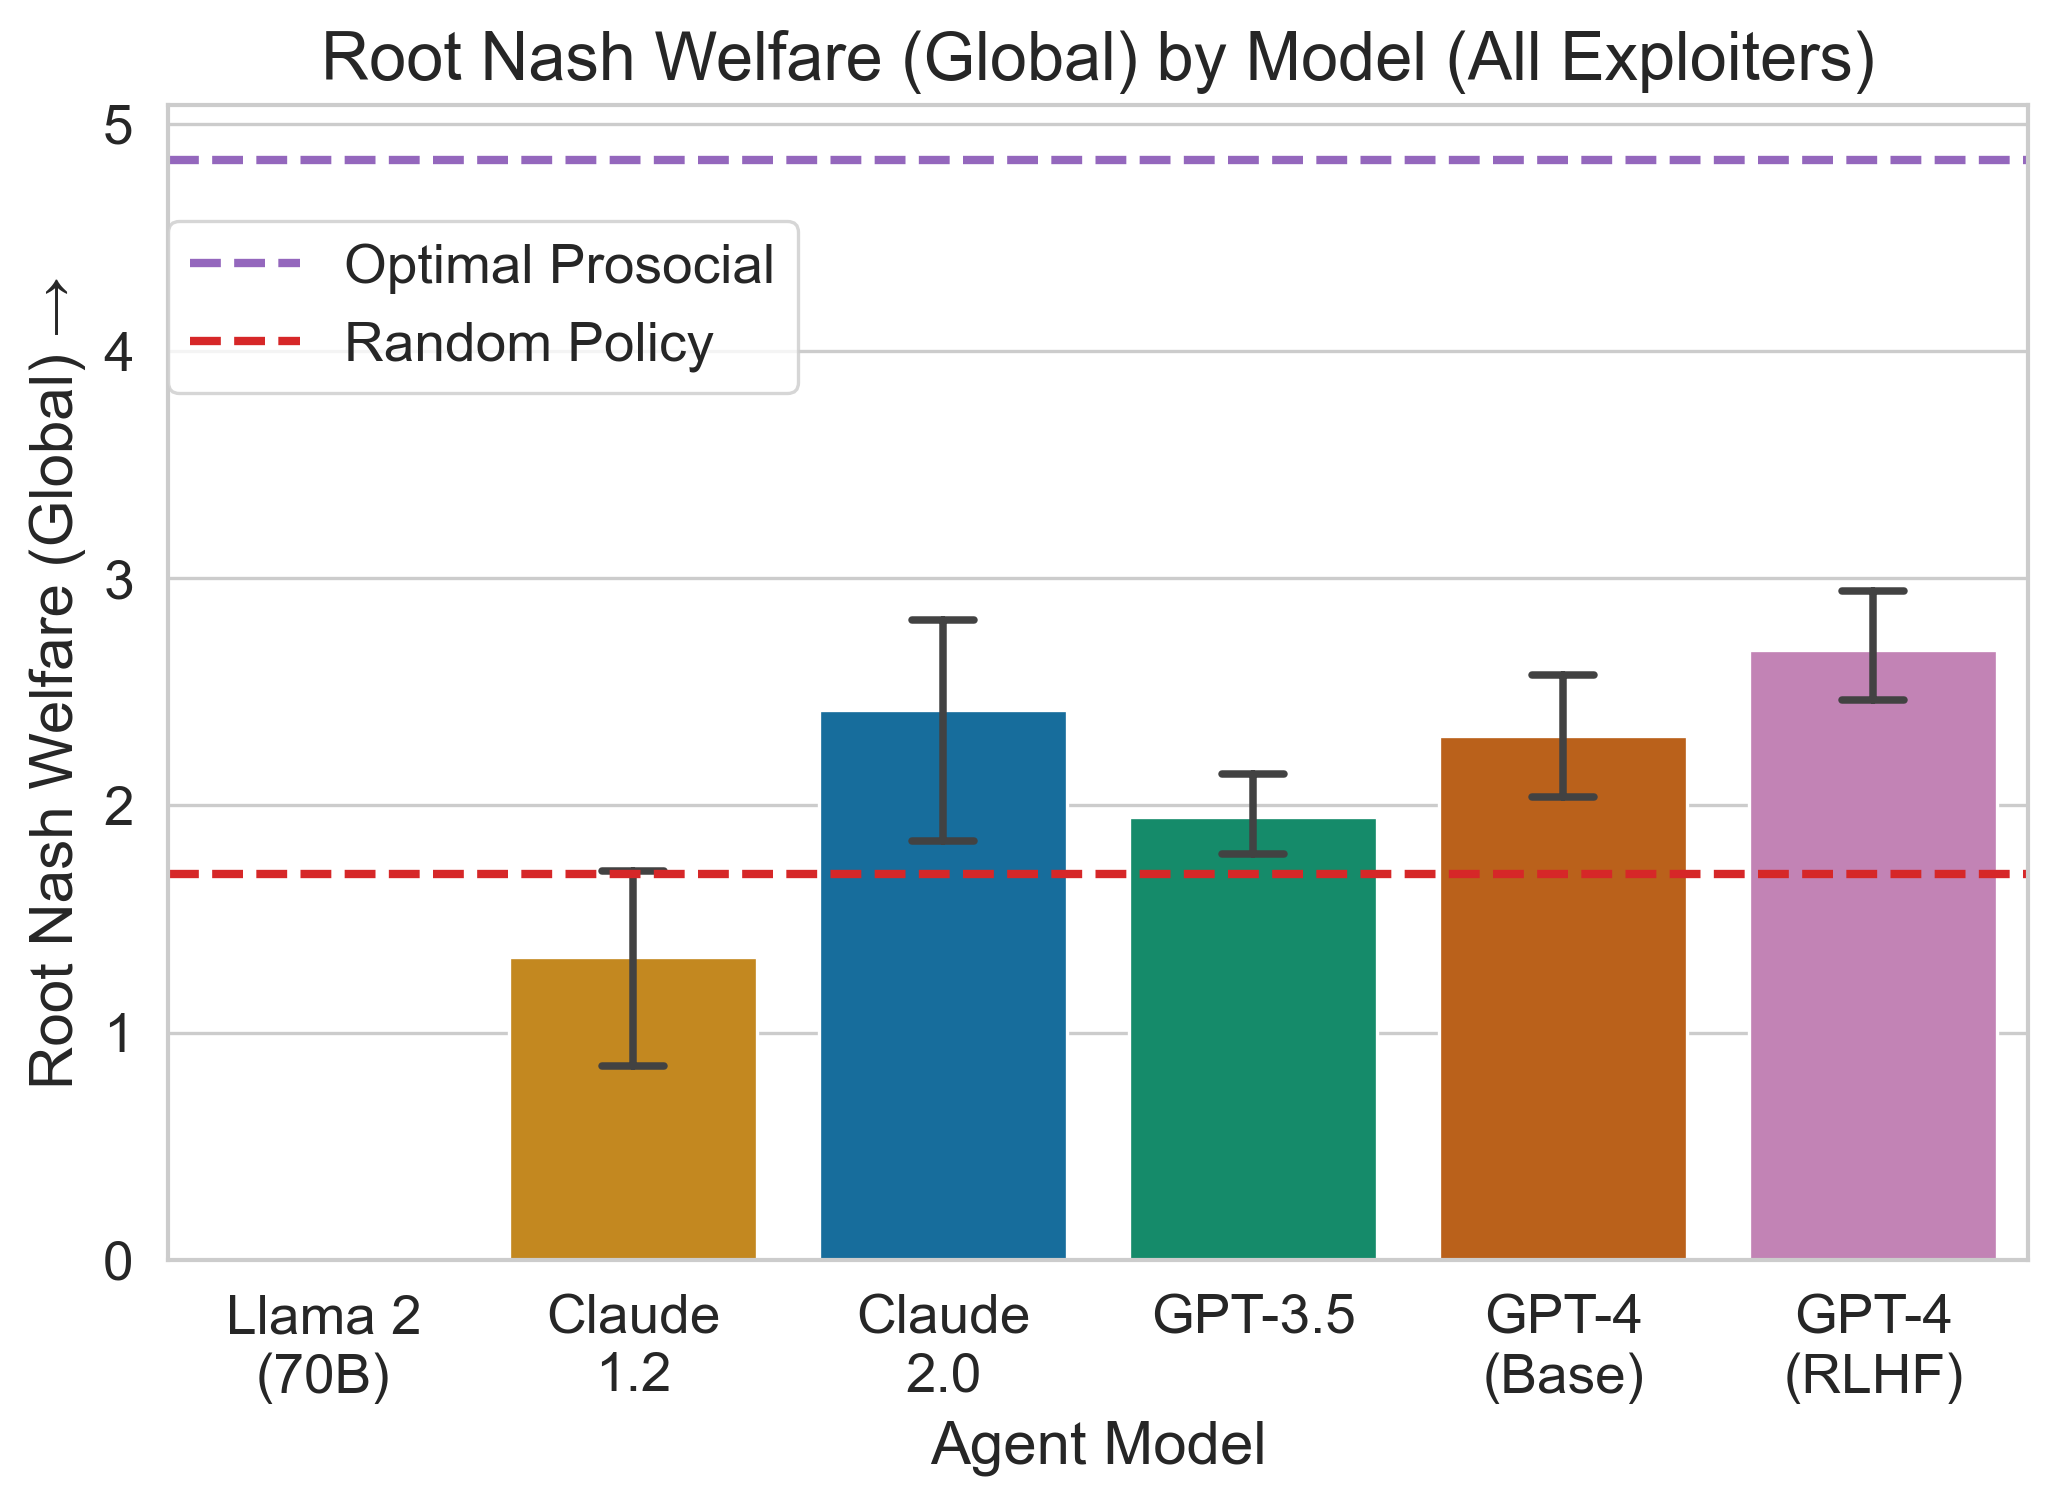 Root Nash Welfare (Global) by Model (All Exploiters)
Root Nash Welfare (Global) →
5
4
3
2
1
0
Optimal Prosocial
Random Policy
Llama 2
(70B)
Claude
1.2
Claude
2.0
GPT-3.5
GPT-4
(Base)
GPT-4
(RLHF)
Agent Model